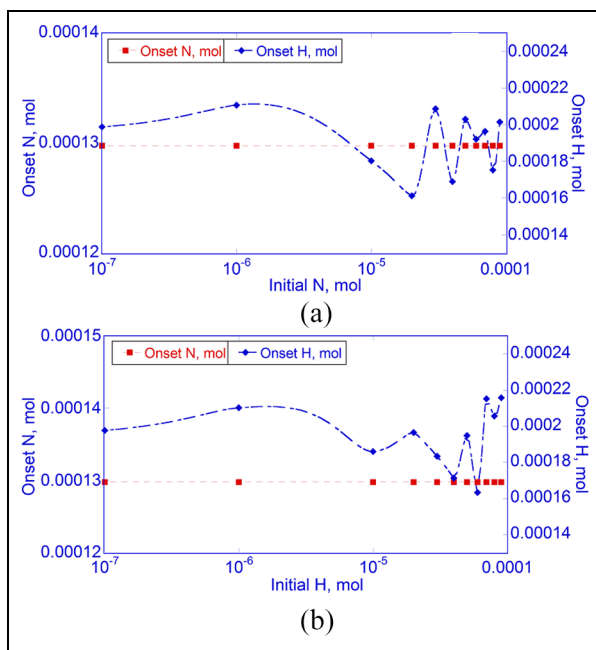 0.00014
Onset N, mol
Onset H, mol
0.00024
0.00021
0.0002
0.00018
0.00016
0.00014
Onset H, mol
Onset N, mol
0.00013
0.00012
10-7
10-6
10-5
0.0001
Initial N, mol
(a)
0.00015
Onset N, mol
Onset H, mol
0.00024
0.00022
0.0002
0.00018
0.00016
0.00014
Onset H, mol
Onset N, mol
0.00014
0.00013
0.00012
10-7
10-6
10-5
0.0001
Initial H, mol
(b)